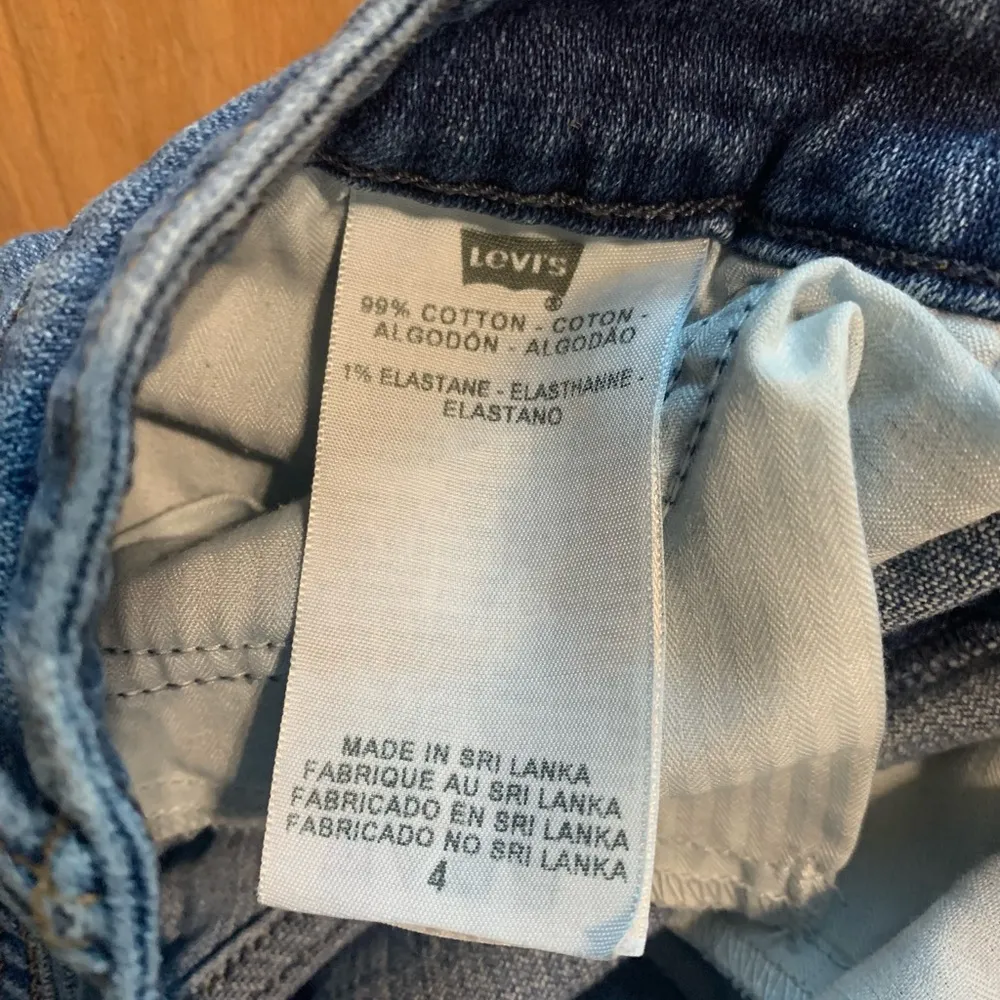 LEVI'S
®
99% COTTON - COTON -
ALGODÓN - ALGODÃO
1% ELASTANE - ELASTHANNE -
ELASTANO
MADE IN SRI LANKA
FABRIQUE AU SRI LANKA
FABRICADO EN SRI LANKA
FABRICADO NO SRI LANKA
4